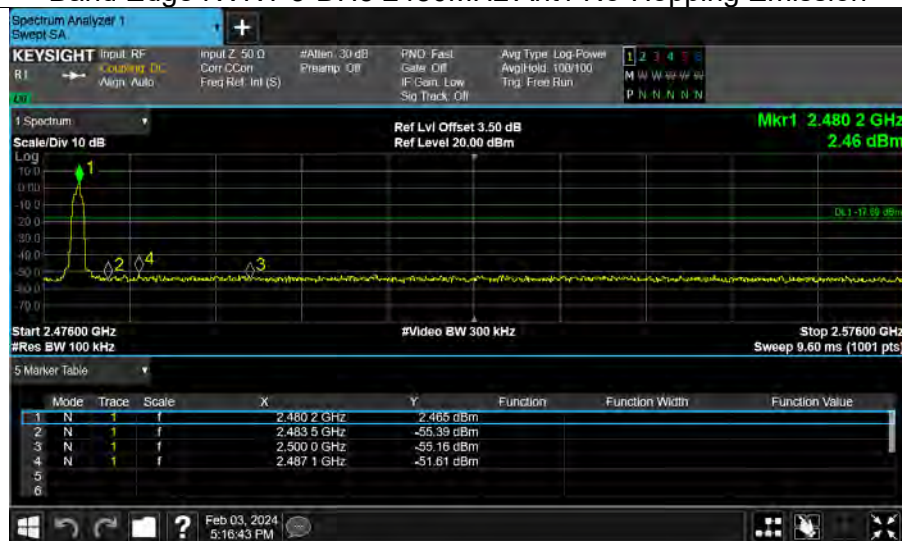 Spectrum Analyzer 1
Swept SA
+
KEYSIGHT Input: RF
R1 Coupling: DC
Align: Auto
Input Z: 50 Ω
Corr CCorr
Freq Ref: Int (S)
#Atten: 30 dB
Preamp: Off
PNO: Fast
Gate: Off
IF Gain: Low
Sig Track: Off
Avg Type: Log-Power
Avg|Hold: 100/100
Trig: Free Run
1 2 3 4 5 6
M W W W W W
P N N N N N
1 Spectrum
Scale/Div 10 dB
Ref Lvl Offset 3.50 dB
Ref Level 20.00 dBm
Mkr1 2.480 2 GHz
2.46 dBm
Log
10.0
0.00
-10.0
-20.0
-30.0
-40.0
-50.0
-60.0
-70.0
1
2
4
3
DL1 -17.69 dBm
Start 2.47600 GHz
#Res BW 100 kHz
#Video BW 300 kHz
Stop 2.57600 GHz
Sweep 9.60 ms (1001 pts)
5 Marker Table
Mode Trace Scale X Y Function Function Width Function Value
1 N 1 f 2.480 2 GHz 2.465 dBm
2 N 1 f 2.483 5 GHz -55.39 dBm
3 N 1 f 2.500 0 GHz -55.16 dBm
4 N 1 f 2.487 1 GHz -51.61 dBm
5
6
?
Feb 03, 2024
5:16:43 PM